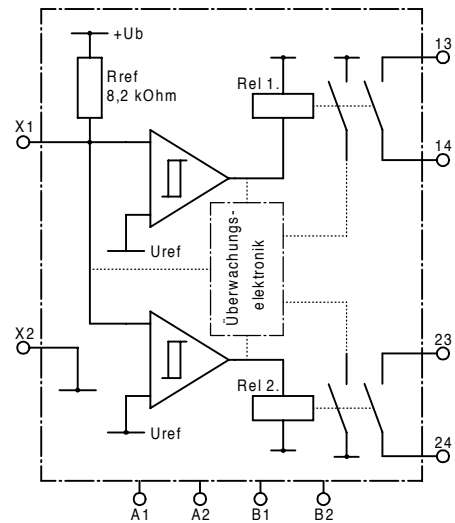 +Ub
13
Rref
8,2 kOhm
Rel 1.
X1
14
Uref
Überwachungs-
elektronik
X2
23
Rel 2.
Uref
24
A1
A2
B1
B2